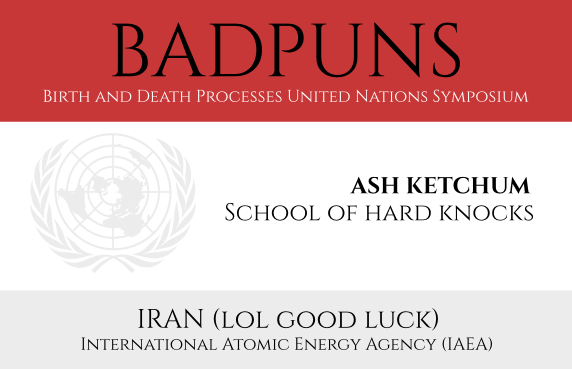 BADPUNS
Birth and Death Processes United Nations Symposium
ASH KETCHUM
School of hard knocks
IRAN (lol good luck)
International Atomic Energy Agency (IAEA)